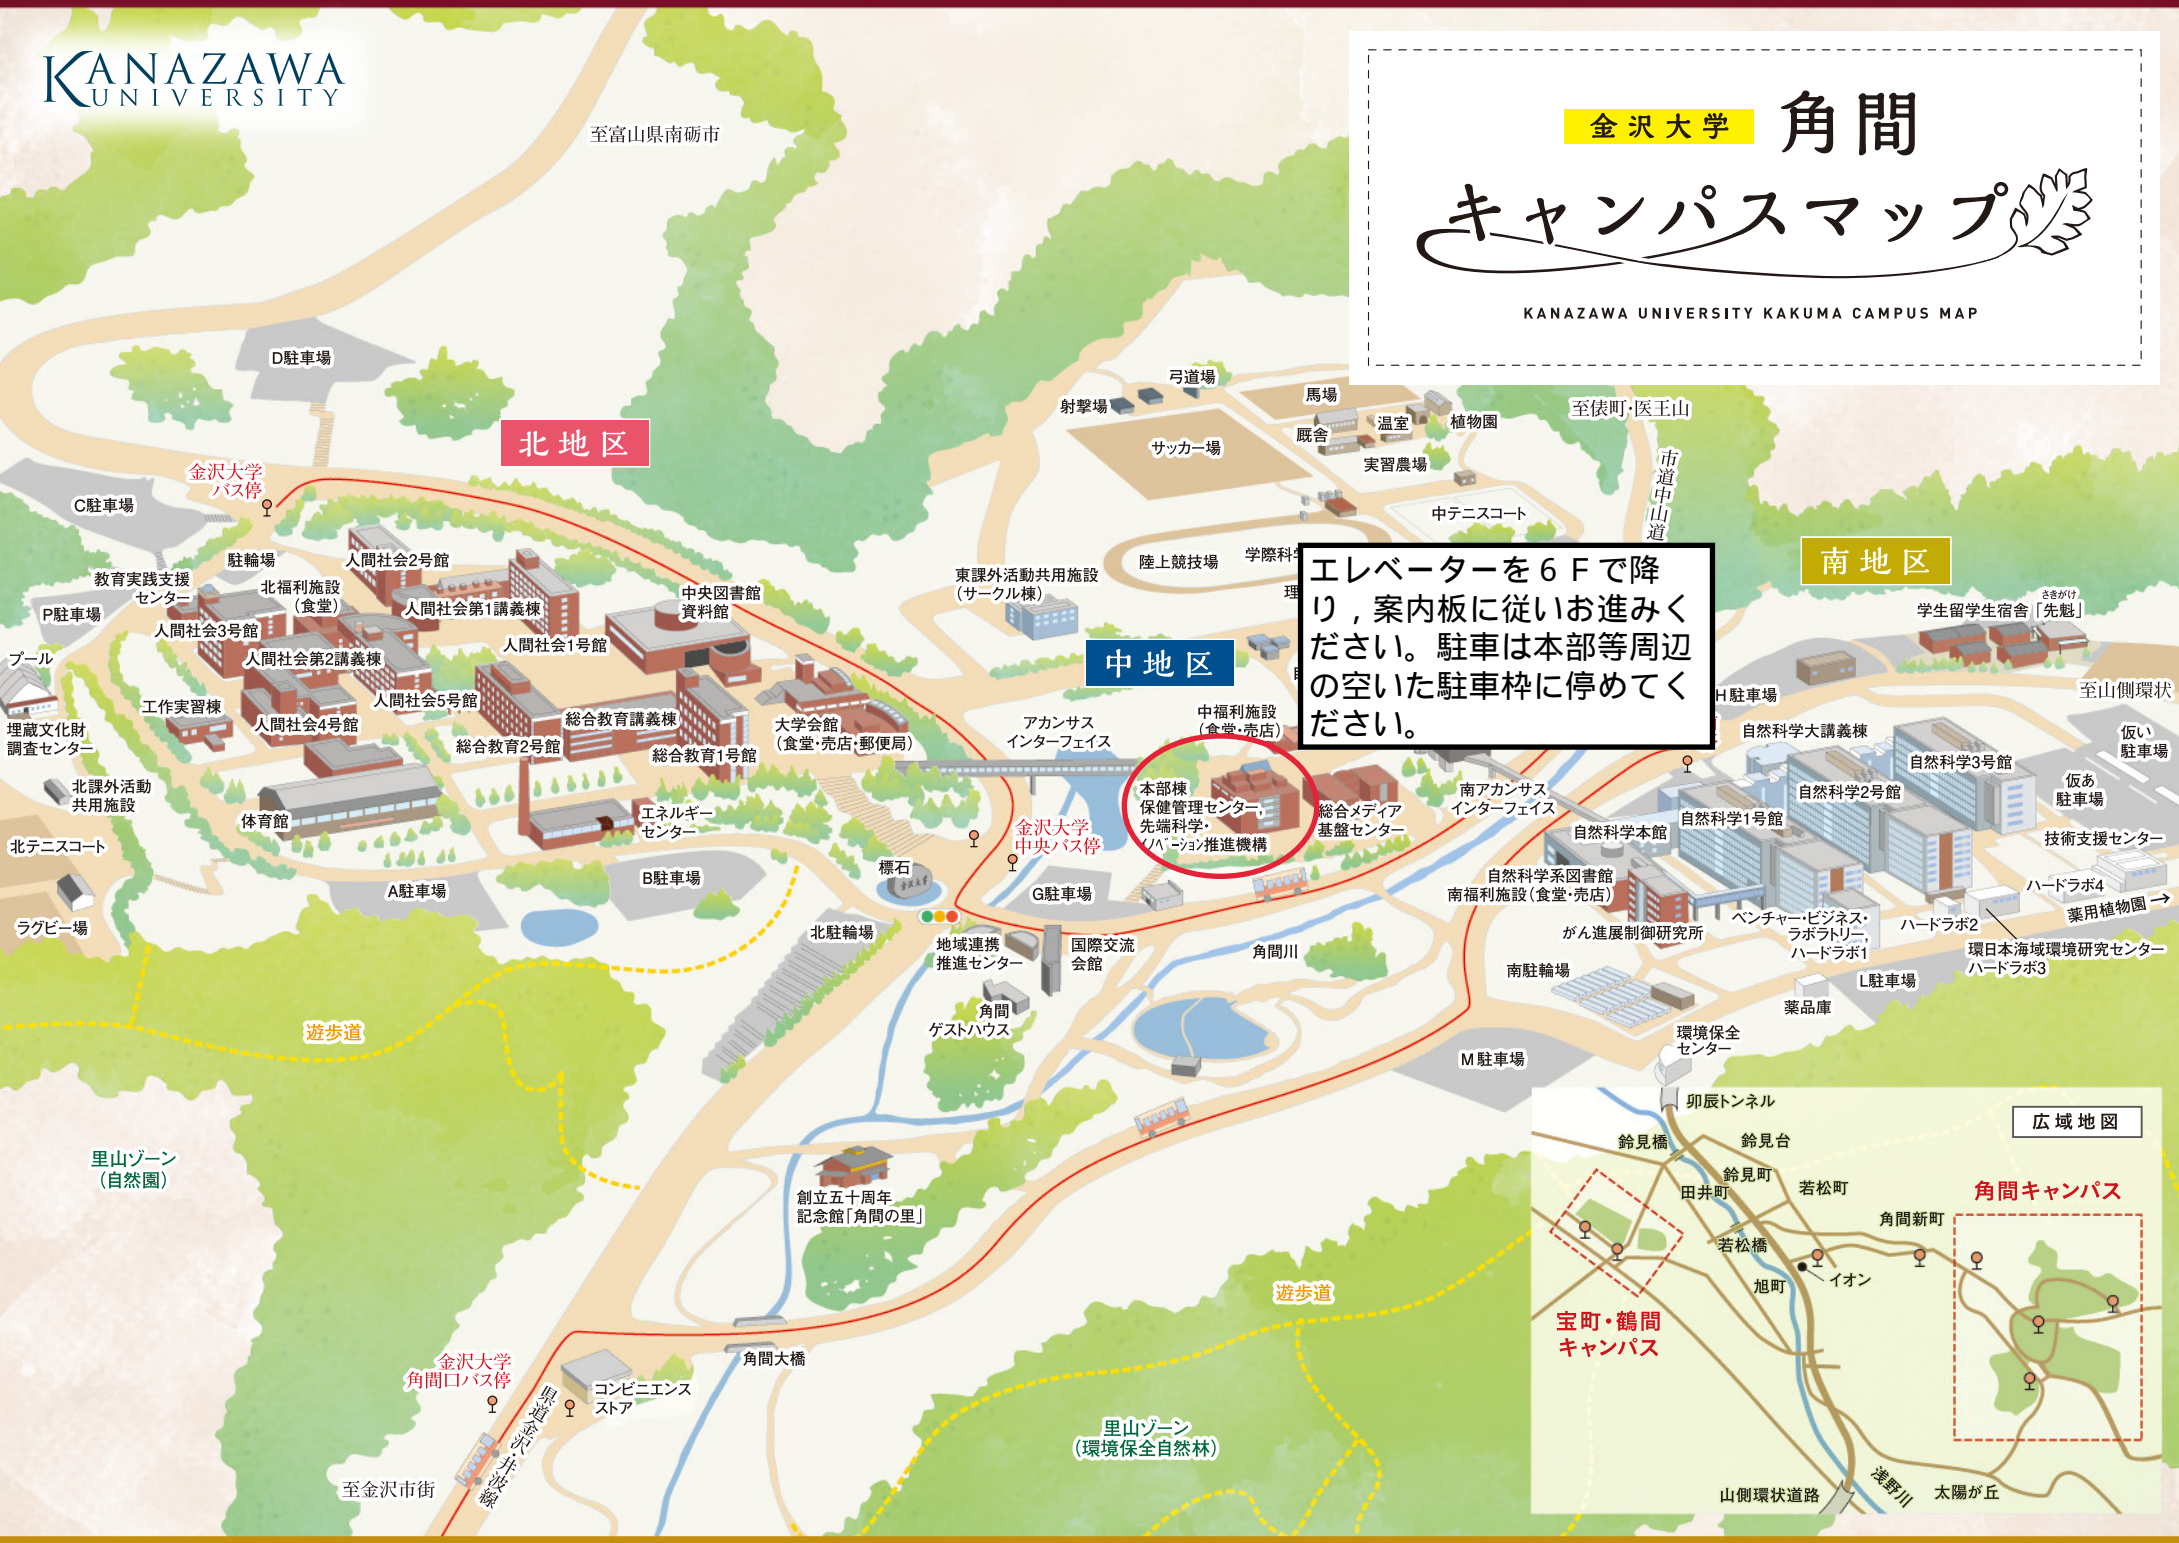 KANAZAWA
UNIVERSITY
金沢大学 角間
キャンパスマップ
KANAZAWA UNIVERSITY KAKUMA CAMPUS MAP
至富山県南砺市
D駐車場
北地区
金沢大学
バス停
C駐車場
駐輪場
教育実践支援
センター
P駐車場
プール
北福利施設
(食堂)
人間社会2号館
人間社会第1講義棟
人間社会3号館
人間社会第2講義棟
人間社会1号館
中央図書館
資料館
人間社会5号館
人間社会4号館
工作実習棟
埋蔵文化財
調査センター
総合教育2号館
総合教育講義棟
総合教育1号館
大学会館
(食堂・売店・郵便局)
北課外活動
共用施設
体育館
エネルギー
センター
北テニスコート
ラグビー場
A駐車場
B駐車場
標石
北駐輪場
弓道場
射撃場
馬場
厩舎
温室
植物園
サッカー場
実習農場
至俵町・医王山
市道中山道
中テニスコート
陸上競技場
学際科学
理
東課外活動共用施設
(サークル棟)
中地区
エレベーターを6Fで降
り,案内板に従いお進みく
ださい。駐車は本部等周辺
の空いた駐車枠に停めてく
ださい。
アカンサス
インターフェイス
中福利施設
(食堂・売店)
本部棟
保健管理センター,
先端科学・
イノベーション推進機構
総合メディア
基盤センター
南アカンサス
インターフェイス
金沢大学
中央バス停
G駐車場
地域連携
推進センター
国際交流
会館
角間
ゲストハウス
角間川
南地区
学生留学生宿舎「先魁」
さきがけ
H駐車場
至山側環状
仮い
駐車場
仮あ
駐車場
自然科学大講義棟
自然科学3号館
自然科学2号館
自然科学1号館
自然科学本館
技術支援センター
自然科学系図書館
南福利施設(食堂・売店)
がん進展制御研究所
ベンチャー・ビジネス・
ラボラトリー,
ハードラボ1
ハードラボ2
ハードラボ4
薬用植物園→
環日本海域環境研究センター
ハードラボ3
L駐車場
薬品庫
南駐輪場
環境保全
センター
M駐車場
遊歩道
里山ゾーン
(自然園)
創立五十周年
記念館「角間の里」
角間大橋
金沢大学
角間口バス停
コンビニエンス
ストア
県道金沢・井波線
至金沢市街
遊歩道
里山ゾーン
(環境保全自然林)
広域地図
卯辰トンネル
鈴見橋
鈴見台
鈴見町
田井町
若松町
角間キャンパス
角間新町
若松橋
旭町
イオン
宝町・鶴間
キャンパス
山側環状道路
浅野川
太陽が丘